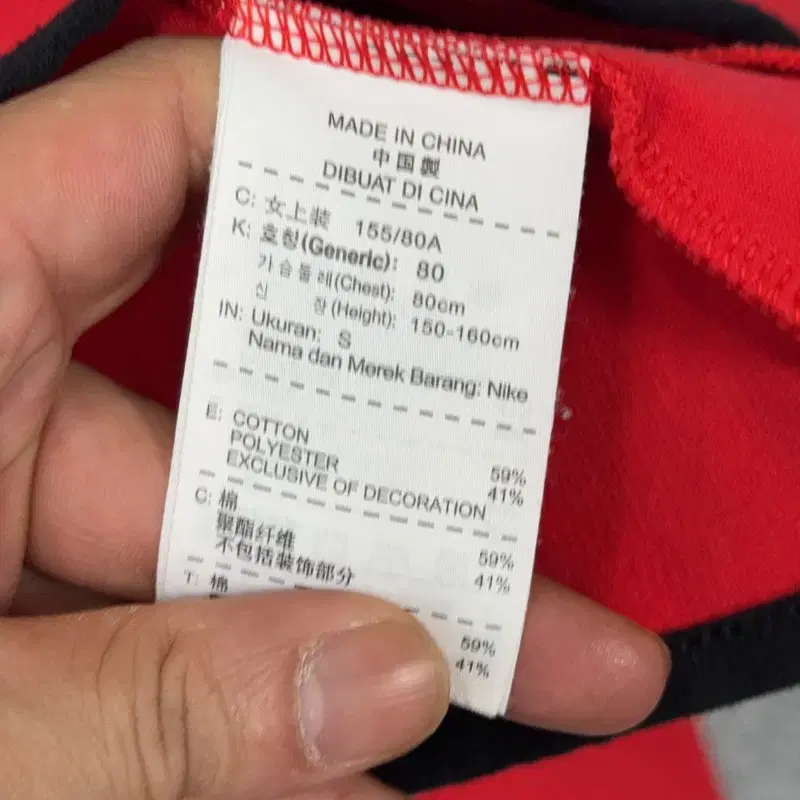 MADE IN CHINA
中国製
DIBUAT DI CINA
C: 女上装 155/80A
K: 호칭(Generic): 80
가슴둘레(Chest): 80cm
신 장(Height): 150-160cm
IN: Ukuran: S
Nama dan Merek Barang: Nike
E: COTTON 59%
POLYESTER 41%
EXCLUSIVE OF DECORATION
C: 棉 59%
聚酯纤维 41%
不包括装饰部分
T: 棉 59%
41%